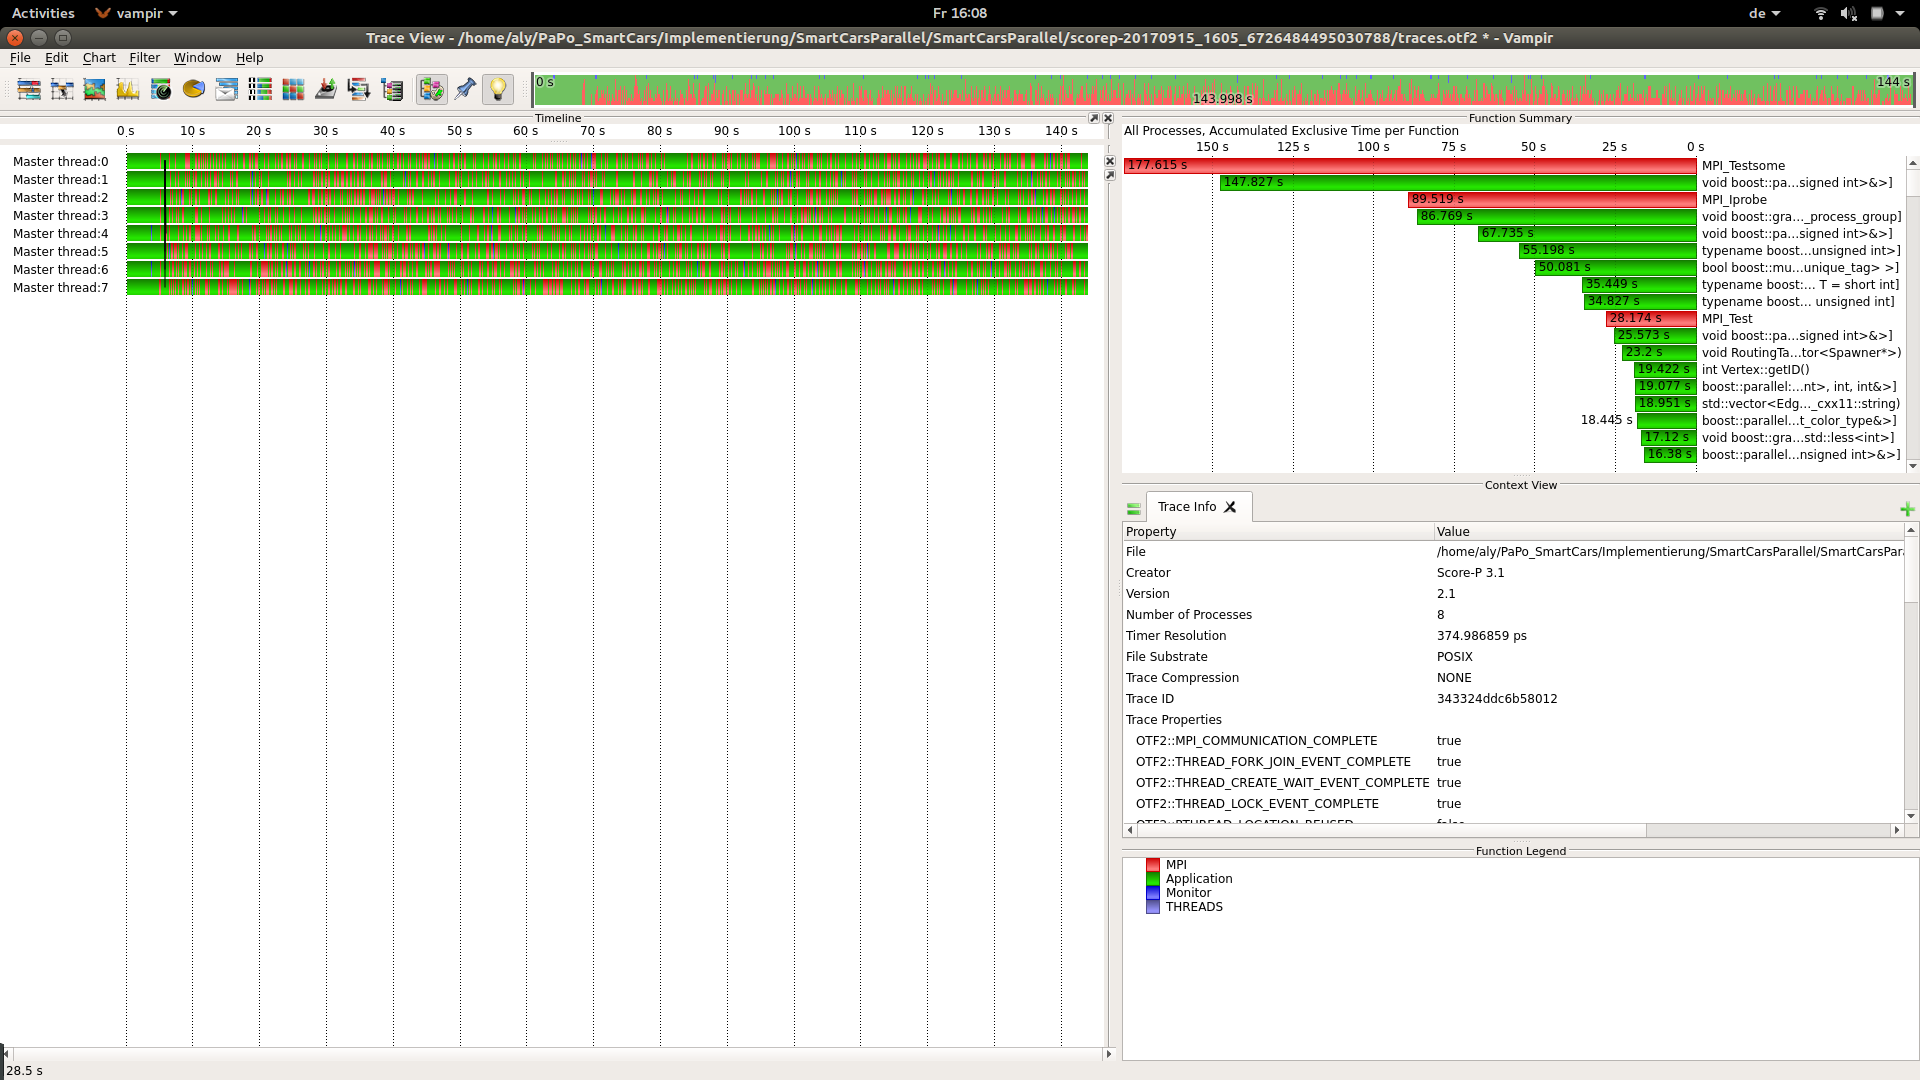 Activities vampir Fr 16:08 de
Trace View - /home/aly/PaPo_SmartCars/Implementierung/SmartCarsParallel/SmartCarsParallel/scorep-20170915_1605_6726484495030788/traces.otf2 * - Vampir
File Edit Chart Filter Window Help
0 s 144 s
143.998 s
Timeline
0 s 10 s 20 s 30 s 40 s 50 s 60 s 70 s 80 s 90 s 100 s 110 s 120 s 130 s 140 s
Master thread:0
Master thread:1
Master thread:2
Master thread:3
Master thread:4
Master thread:5
Master thread:6
Master thread:7
28.5 s
Function Summary
All Processes, Accumulated Exclusive Time per Function
150 s 125 s 100 s 75 s 50 s 25 s 0 s
177.615 s MPI_Testsome
147.827 s void boost::pa...signed int>&>]
89.519 s MPI_Iprobe
86.769 s void boost::gra..._process_group]
67.735 s void boost::pa...signed int>&>]
55.198 s typename boost...unsigned int>]
50.081 s bool boost::mu...unique_tag> >]
35.449 s typename boost:... T = short int]
34.827 s typename boost... unsigned int]
28.174 s MPI_Test
25.573 s void boost::pa...signed int>&>]
23.2 s void RoutingTa...tor<Spawner*>)
19.422 s int Vertex::getID()
19.077 s boost::parallel:...nt>, int, int&>]
18.951 s std::vector<Edg..._cxx11::string)
18.445 s boost::parallel...t_color_type&>]
17.12 s void boost::gra...std::less<int>]
16.38 s boost::parallel...nsigned int>&>]
Context View
Trace Info
Property Value
File /home/aly/PaPo_SmartCars/Implementierung/SmartCarsParallel/SmartCarsPar
Creator Score-P 3.1
Version 2.1
Number of Processes 8
Timer Resolution 374.986859 ps
File Substrate POSIX
Trace Compression NONE
Trace ID 343324ddc6b58012
Trace Properties
OTF2::MPI_COMMUNICATION_COMPLETE true
OTF2::THREAD_FORK_JOIN_EVENT_COMPLETE true
OTF2::THREAD_CREATE_WAIT_EVENT_COMPLETE true
OTF2::THREAD_LOCK_EVENT_COMPLETE true
OTF2::PTHREAD_LOCATION_REUSED false
Function Legend
MPI
Application
Monitor
THREADS